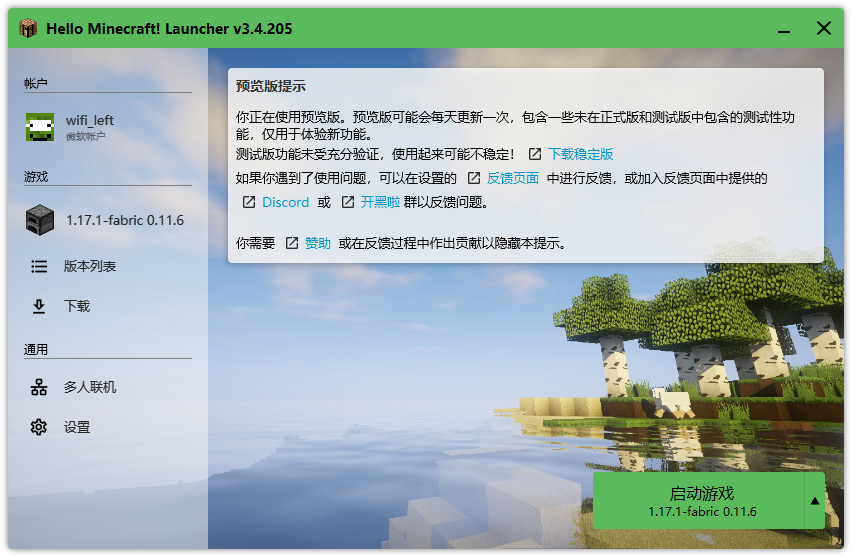 Hello Minecraft! Launcher v3.4.205
帐户
wifi_left
微软帐户
游戏
1.17.1-fabric 0.11.6
版本列表
下载
通用
多人联机
设置
预览版提示
你正在使用预览版。预览版可能会每天更新一次，包含一些未在正式版和测试版中包含的测试性功
能，仅用于体验新功能。
测试版功能未受充分验证，使用起来可能不稳定！ 下载稳定版
如果你遇到了使用问题，可以在设置的 反馈页面 中进行反馈，或加入反馈页面中提供的
Discord 或 开黑啦 群以反馈问题。
你需要 赞助 或在反馈过程中作出贡献以隐藏本提示。
启动游戏
1.17.1-fabric 0.11.6